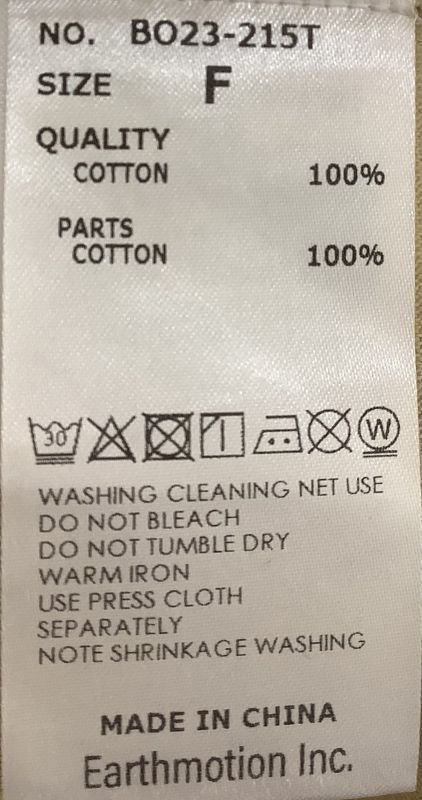 NO. BO23-215T
SIZE F
QUALITY
COTTON 100%
PARTS
COTTON 100%
30 W
WASHING CLEANING NET USE
DO NOT BLEACH
DO NOT TUMBLE DRY
WARM IRON
USE PRESS CLOTH
SEPARATELY
NOTE SHRINKAGE WASHING
MADE IN CHINA
Earthmotion Inc.